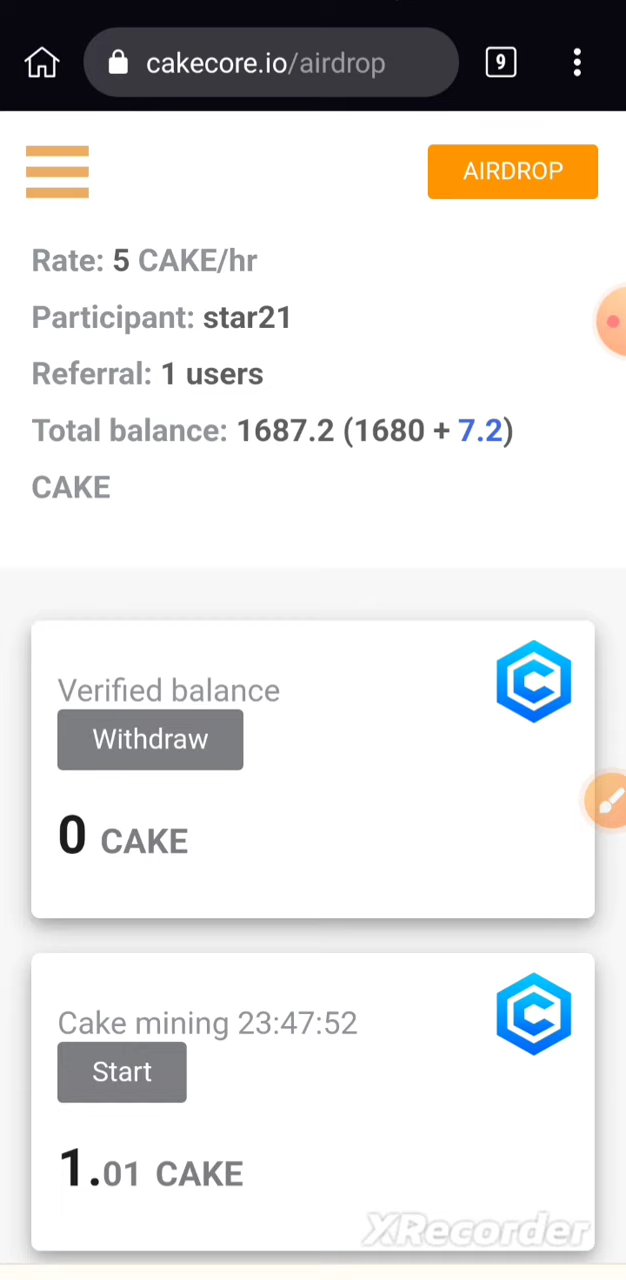 9
cakecore.io/airdrop
AIRDROP
Rate: 5 CAKE/hr
Participant: star21
Referral: 1 users
Total balance: 1687.2 (1680 + 7.2)
CAKE
Verified balance
Withdraw
0 CAKE
Cake mining 23:47:52
Start
1.01 CAKE
XRecorder